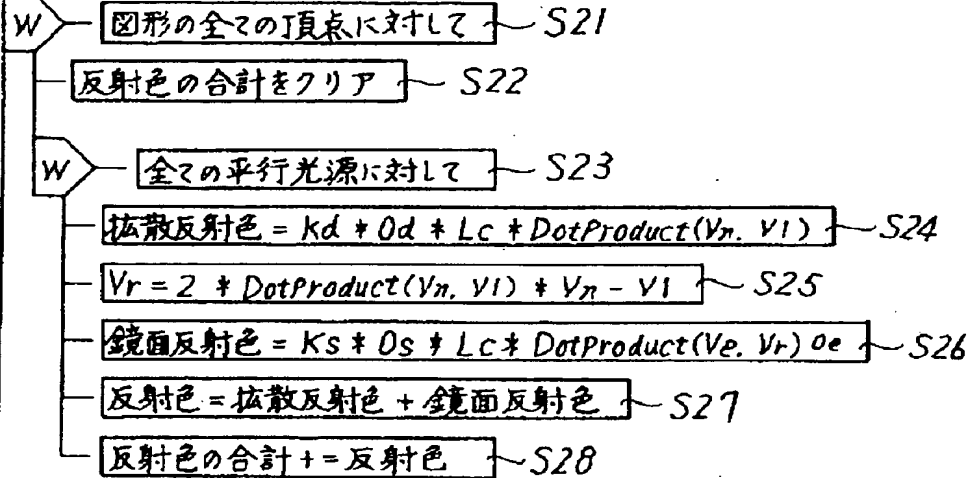 W 図形の全ての頂点に対して S21
反射色の合計をクリア S22
W 全ての平行光源に対して S23
拡散反射色 = Kd * Od * Lc * DotProduct(Vn. Vl) S24
Vr = 2 * DotProduct(Vn. Vl) * Vn - Vl S25
鏡面反射色 = Ks * Os * Lc * DotProduct(Ve. Vr) Oe S26
反射色 = 拡散反射色 + 鏡面反射色 S27
反射色の合計 += 反射色 S28